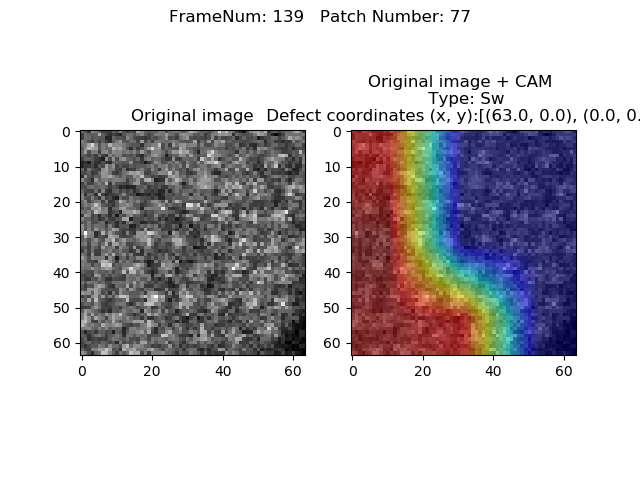 FrameNum: 139   Patch Number: 77
Original image + CAM
Type: Sw
Original image
Defect coordinates (x, y):[(63.0, 0.0), (0.0, 0.
0
10
20
30
40
50
60
0 20 40 60
0
10
20
30
40
50
60
0 20 40 60